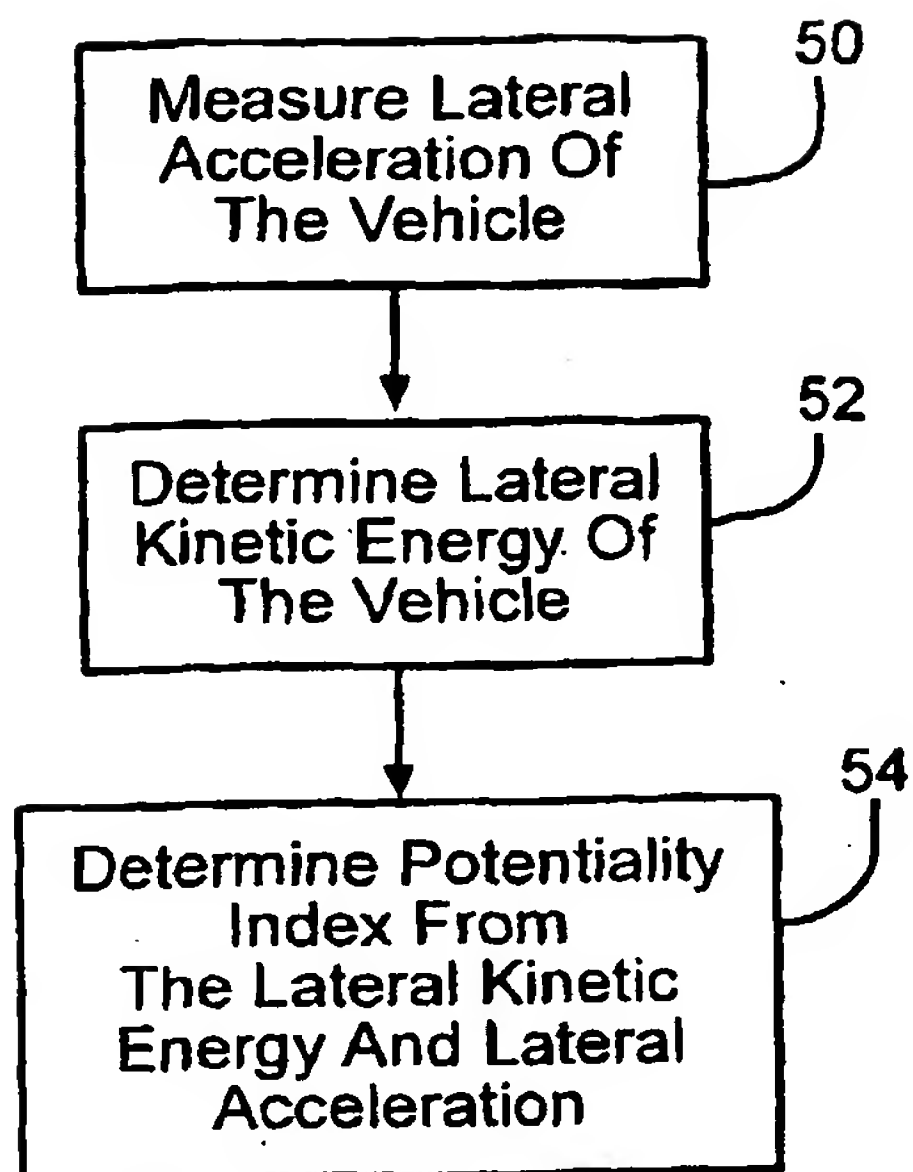 50
Measure Lateral
Acceleration Of
The Vehicle
52
Determine Lateral
Kinetic Energy Of
The Vehicle
54
Determine Potentiality
Index From
The Lateral Kinetic
Energy And Lateral
Acceleration